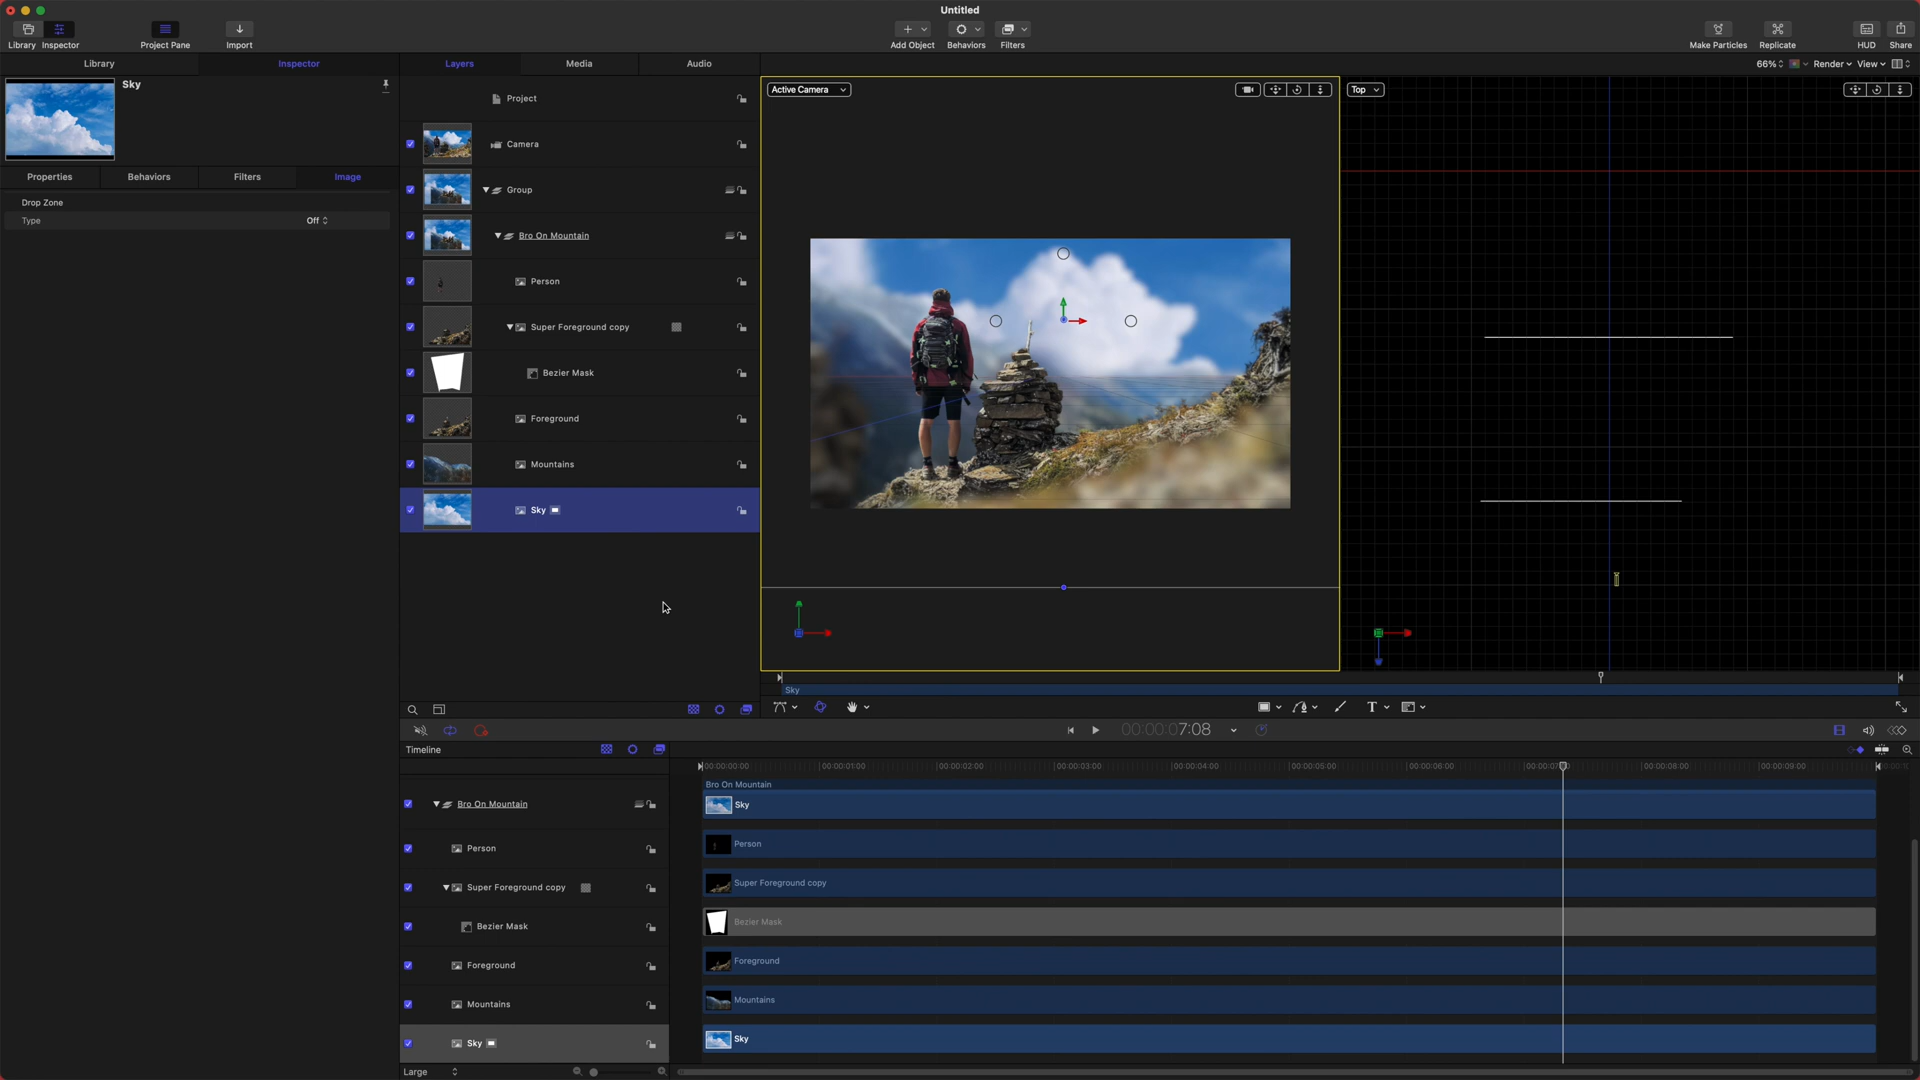 Untitled
Library
Inspector
Project Pane
Import
Add Object
Behaviors
Filters
Make Particles
Replicate
HUD
Share
Library
Inspector
Layers
Media
Audio
66%
Render
View
Sky
Properties
Behaviors
Filters
Image
Drop Zone
Type
Off
Project
Camera
Group
Bro On Mountain
Person
Super Foreground copy
Bezier Mask
Foreground
Mountains
Sky
Active Camera
Top
Sky
00:00:07:08
Timeline
00:00:00:00
00:00:01:00
00:00:02:00
00:00:03:00
00:00:04:00
00:00:05:00
00:00:06:00
00:00:08:00
00:00:09:00
Bro On Mountain
Bro On Mountain
Sky
Person
Person
Super Foreground copy
Super Foreground copy
Bezier Mask
Bezier Mask
Foreground
Foreground
Mountains
Mountains
Sky
Sky
Large